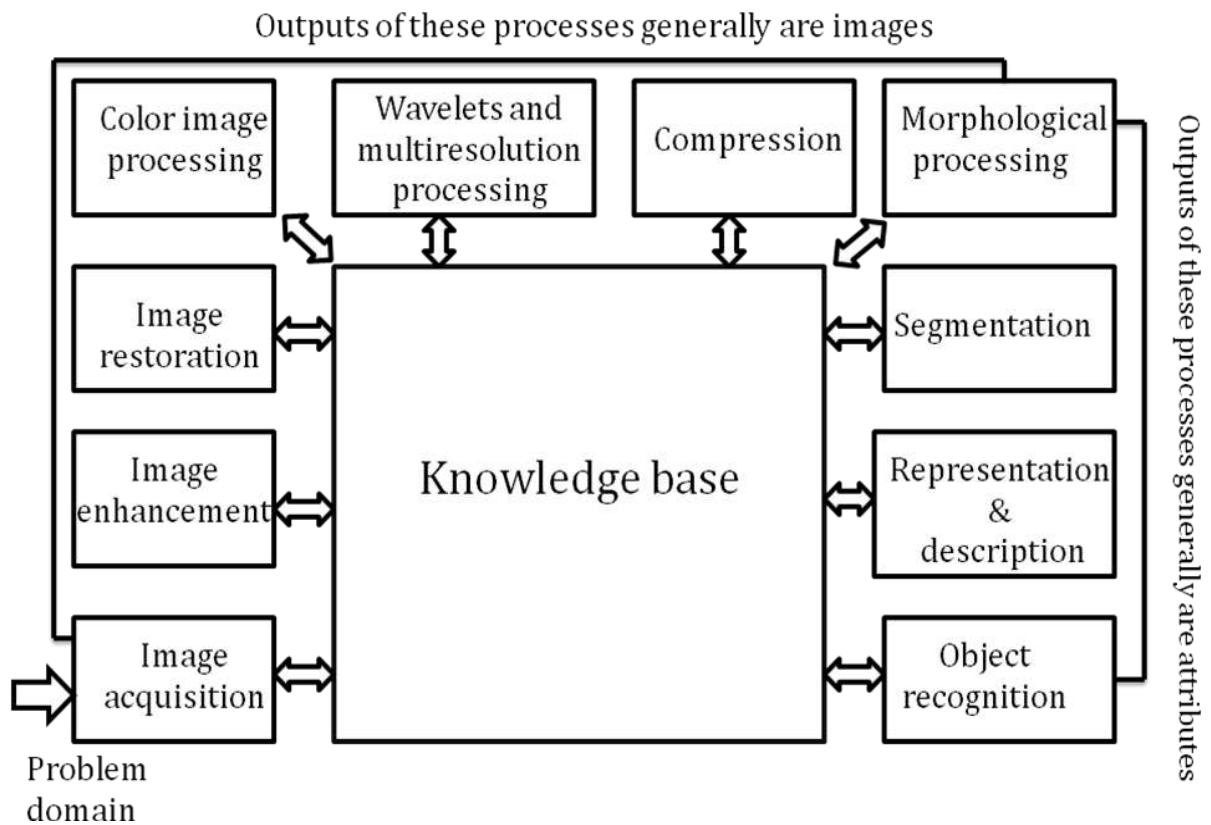 Outputs of these processes generally are images
Color image
processing
Wavelets and
multiresolution
processing
Compression
Morphological
processing
Image
restoration
Segmentation
Image
enhancement
Knowledge base
Representation
&
description
Image
acquisition
Object
recognition
Problem
domain
Outputs of these processes generally are attributes